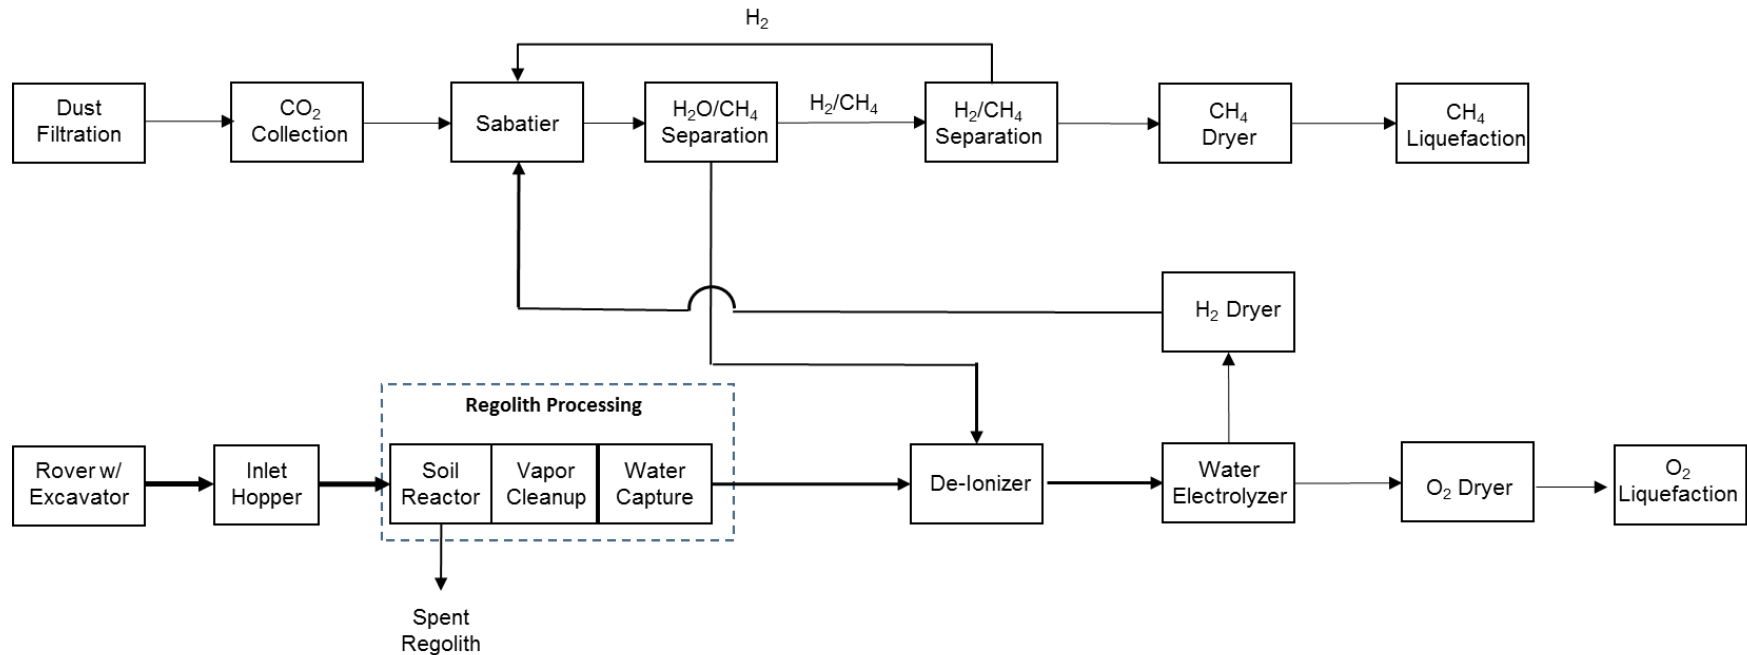 H₂
Dust
Filtration
CO₂
Collection
Sabatier
H₂O/CH₄
Separation
H₂/CH₄
H₂/CH₄
Separation
CH₄
Dryer
CH₄
Liquefaction
H₂ Dryer
Regolith Processing
Rover w/
Excavator
Inlet
Hopper
Soil
Reactor
Vapor
Cleanup
Water
Capture
De-Ionizer
Water
Electrolyzer
O₂ Dryer
O₂
Liquefaction
Spent
Regolith